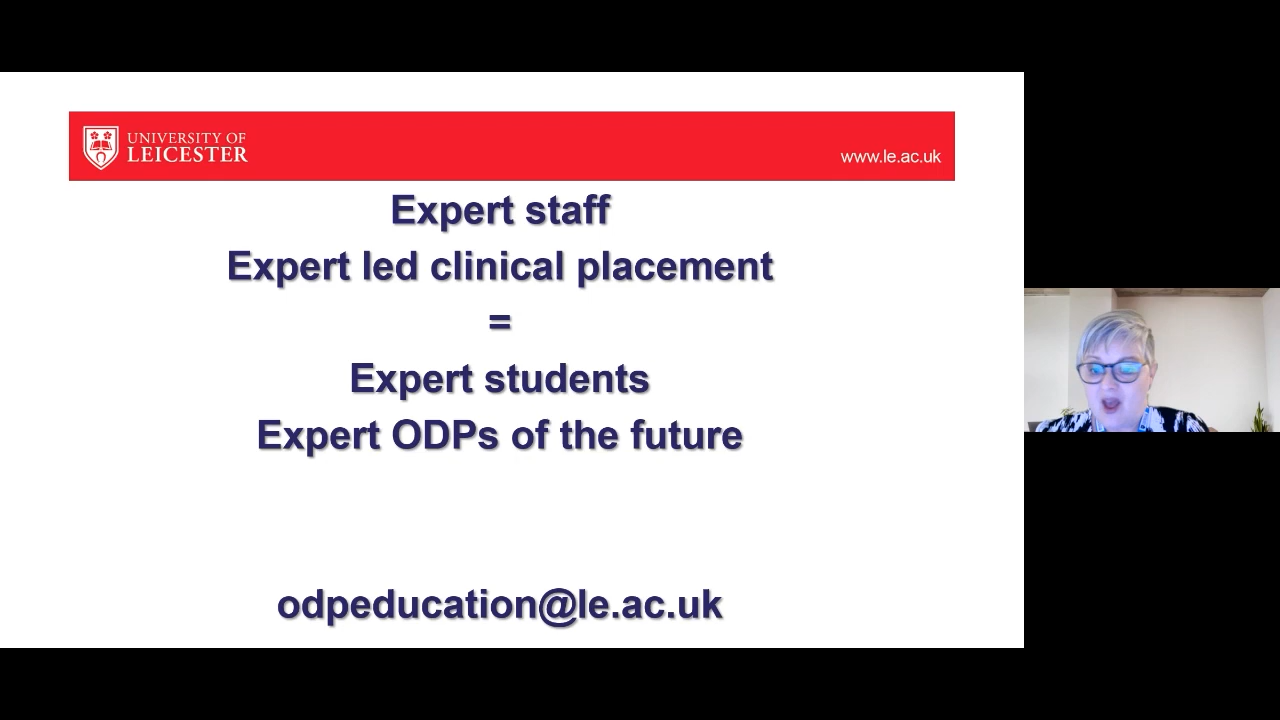 UNIVERSITY OF
LEICESTER
www.le.ac.uk
Expert staff
Expert led clinical placement
=
Expert students
Expert ODPs of the future
odpeducation@le.ac.uk